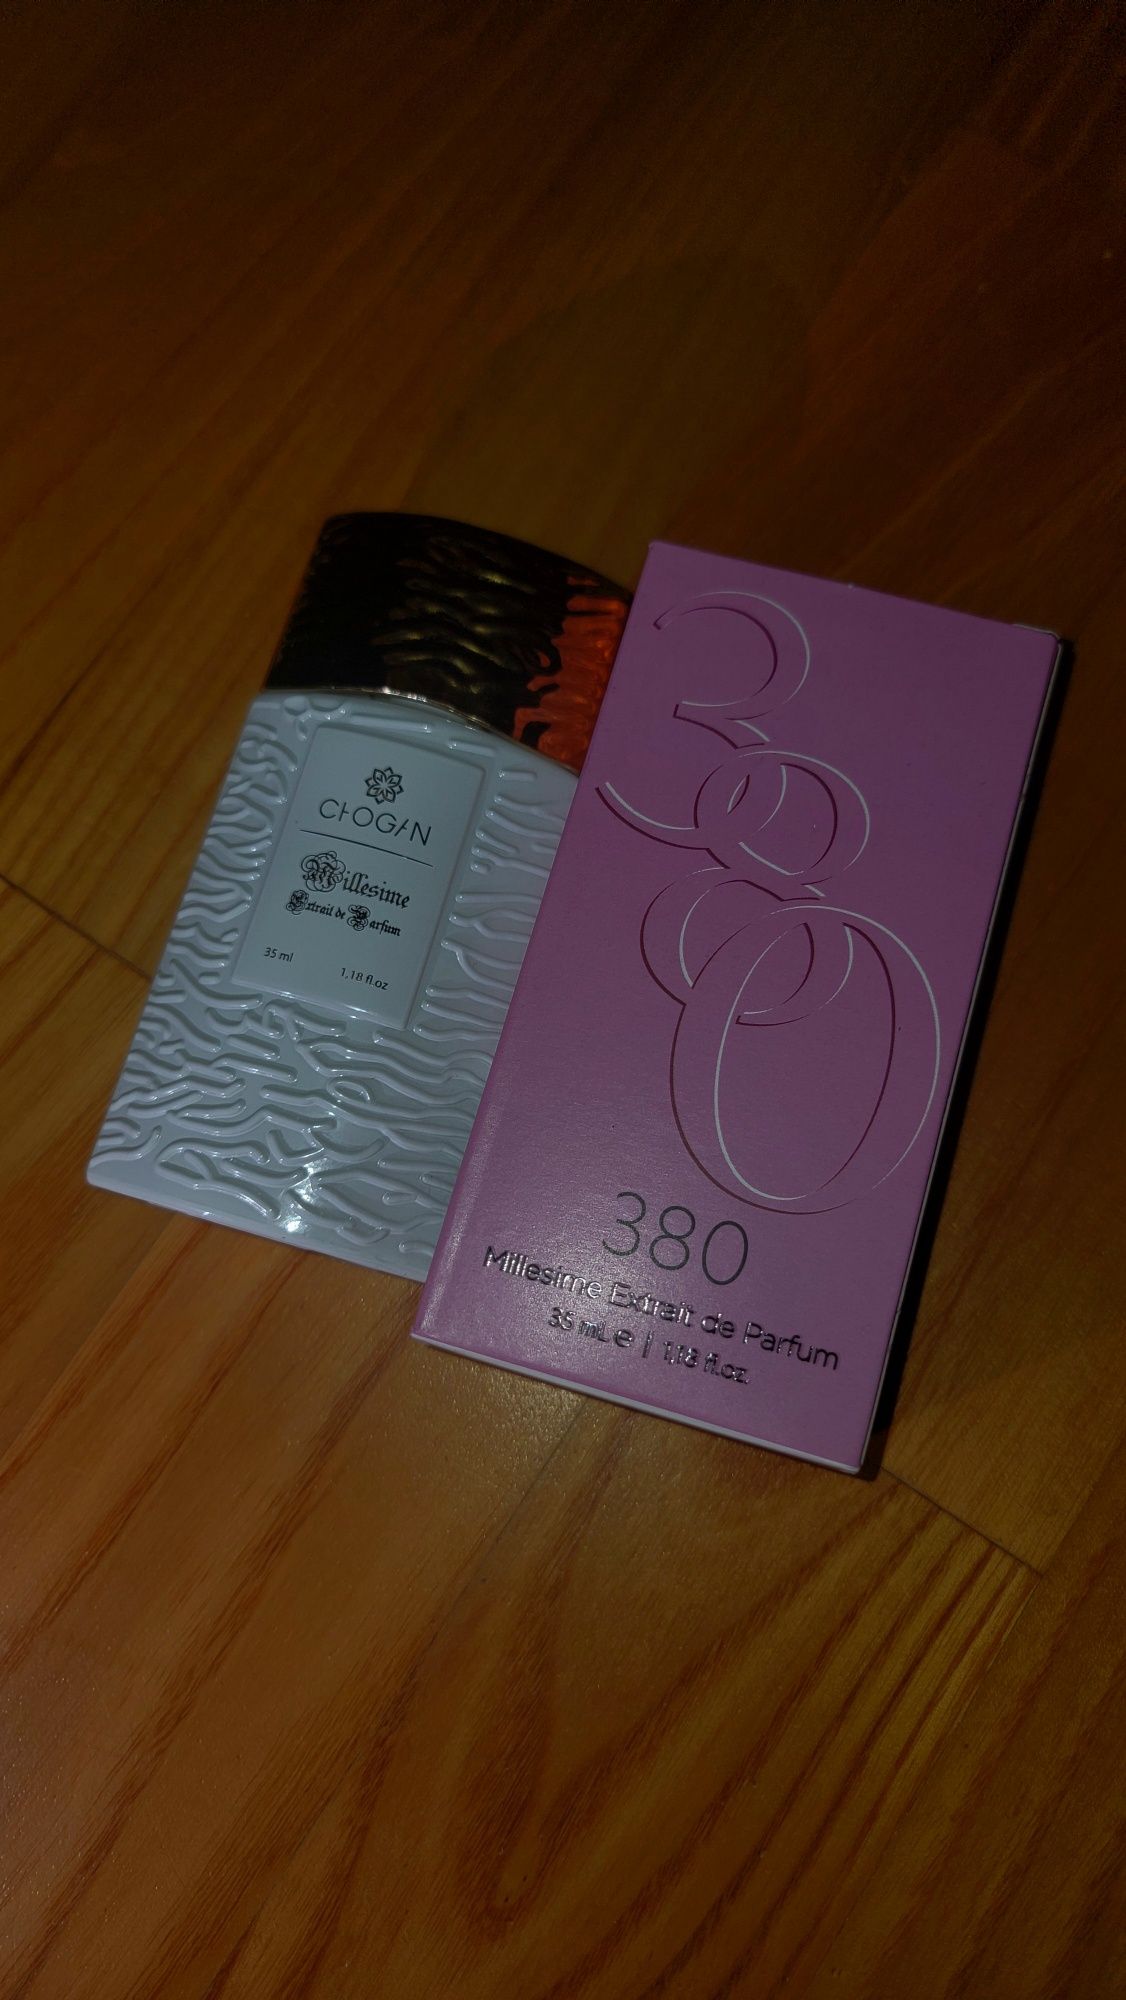 CHOGAN
Millesime
Extrait de Parfum
35 ml 1,18 fl.oz
380
380
Millesime Extrait de Parfum
35 mL e | 1.18 fl.oz.